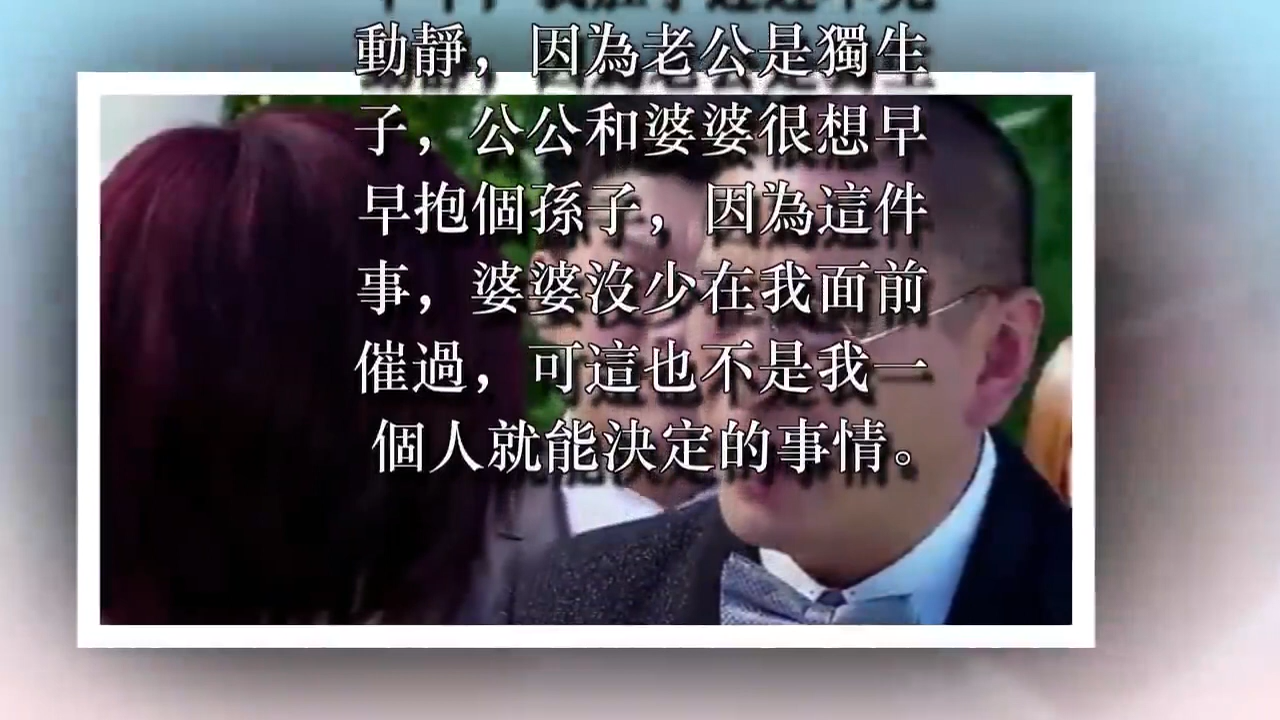 動靜，因為老公是獨生
子，公公和婆婆很想早
早抱個孫子，因為這件
事，婆婆沒少在我面前
催過，可這也不是我一
個人就能決定的事情。